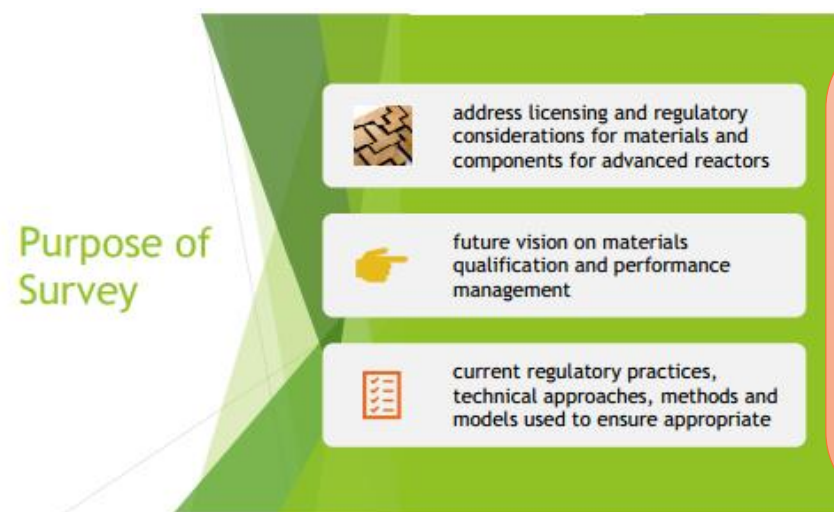 Purpose of
Survey
address licensing and regulatory
considerations for materials and
components for advanced reactors
future vision on materials
qualification and performance
management
current regulatory practices,
technical approaches, methods and
models used to ensure appropriate